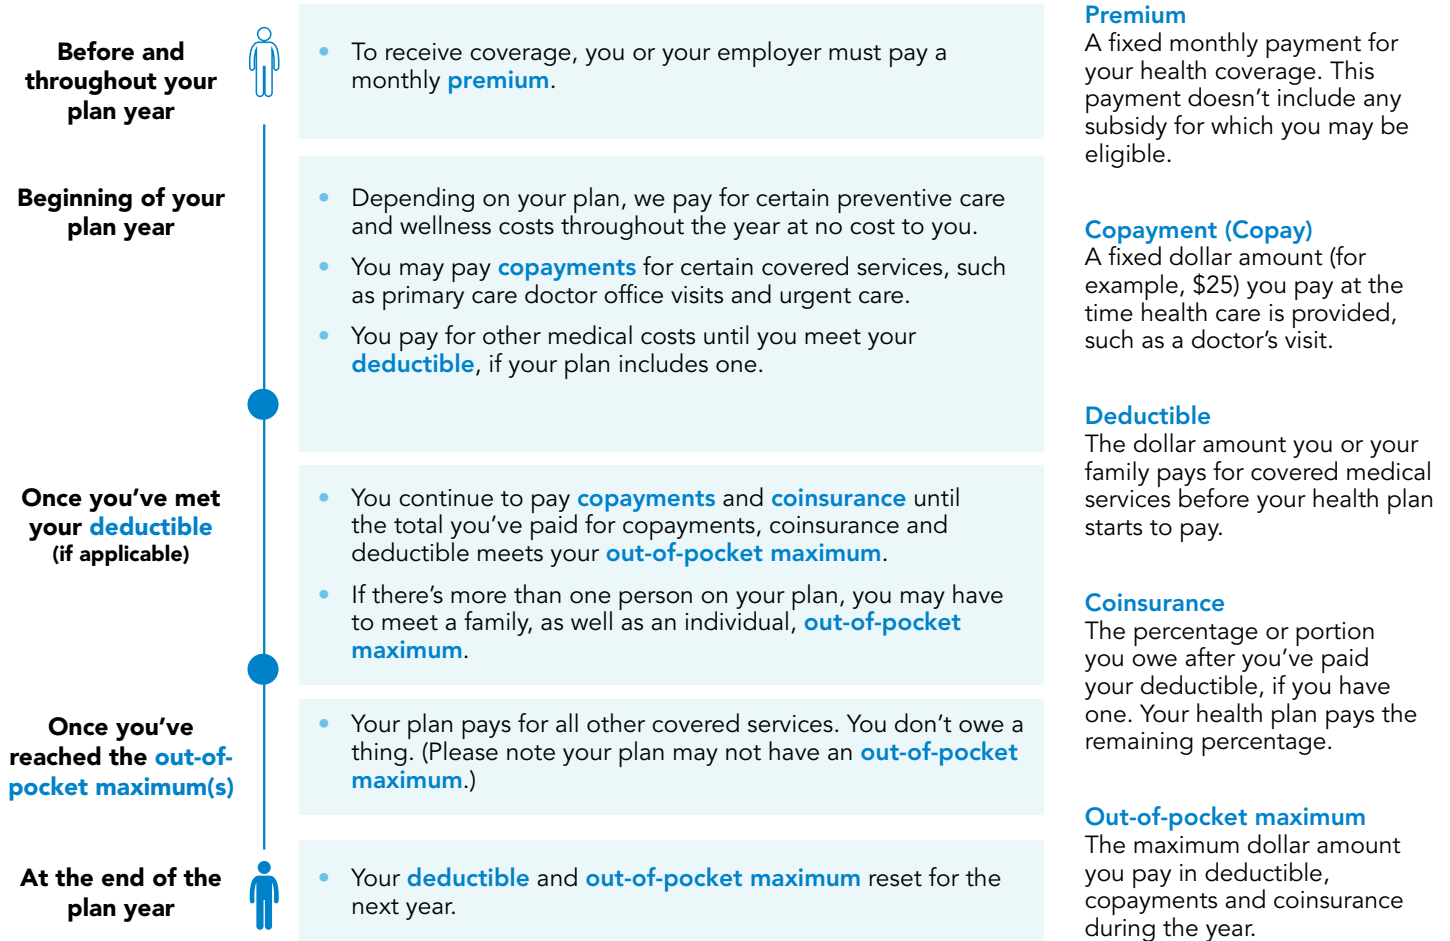 Before and
throughout your
plan year
• To receive coverage, you or your employer must pay a
monthly premium.
Beginning of your
plan year
• Depending on your plan, we pay for certain preventive care
and wellness costs throughout the year at no cost to you.
• You may pay copayments for certain covered services, such
as primary care doctor office visits and urgent care.
• You pay for other medical costs until you meet your
deductible, if your plan includes one.
Once you've met
your deductible
(if applicable)
• You continue to pay copayments and coinsurance until
the total you've paid for copayments, coinsurance and
deductible meets your out-of-pocket maximum.
• If there's more than one person on your plan, you may have
to meet a family, as well as an individual, out-of-pocket
maximum.
Once you've
reached the out-of-
pocket maximum(s)
• Your plan pays for all other covered services. You don't owe a
thing. (Please note your plan may not have an out-of-pocket
maximum.)
At the end of the
plan year
• Your deductible and out-of-pocket maximum reset for the
next year.
Premium
A fixed monthly payment for
your health coverage. This
payment doesn't include any
subsidy for which you may be
eligible.
Copayment (Copay)
A fixed dollar amount (for
example, $25) you pay at the
time health care is provided,
such as a doctor's visit.
Deductible
The dollar amount you or your
family pays for covered medical
services before your health plan
starts to pay.
Coinsurance
The percentage or portion
you owe after you've paid
your deductible, if you have
one. Your health plan pays the
remaining percentage.
Out-of-pocket maximum
The maximum dollar amount
you pay in deductible,
copayments and coinsurance
during the year.